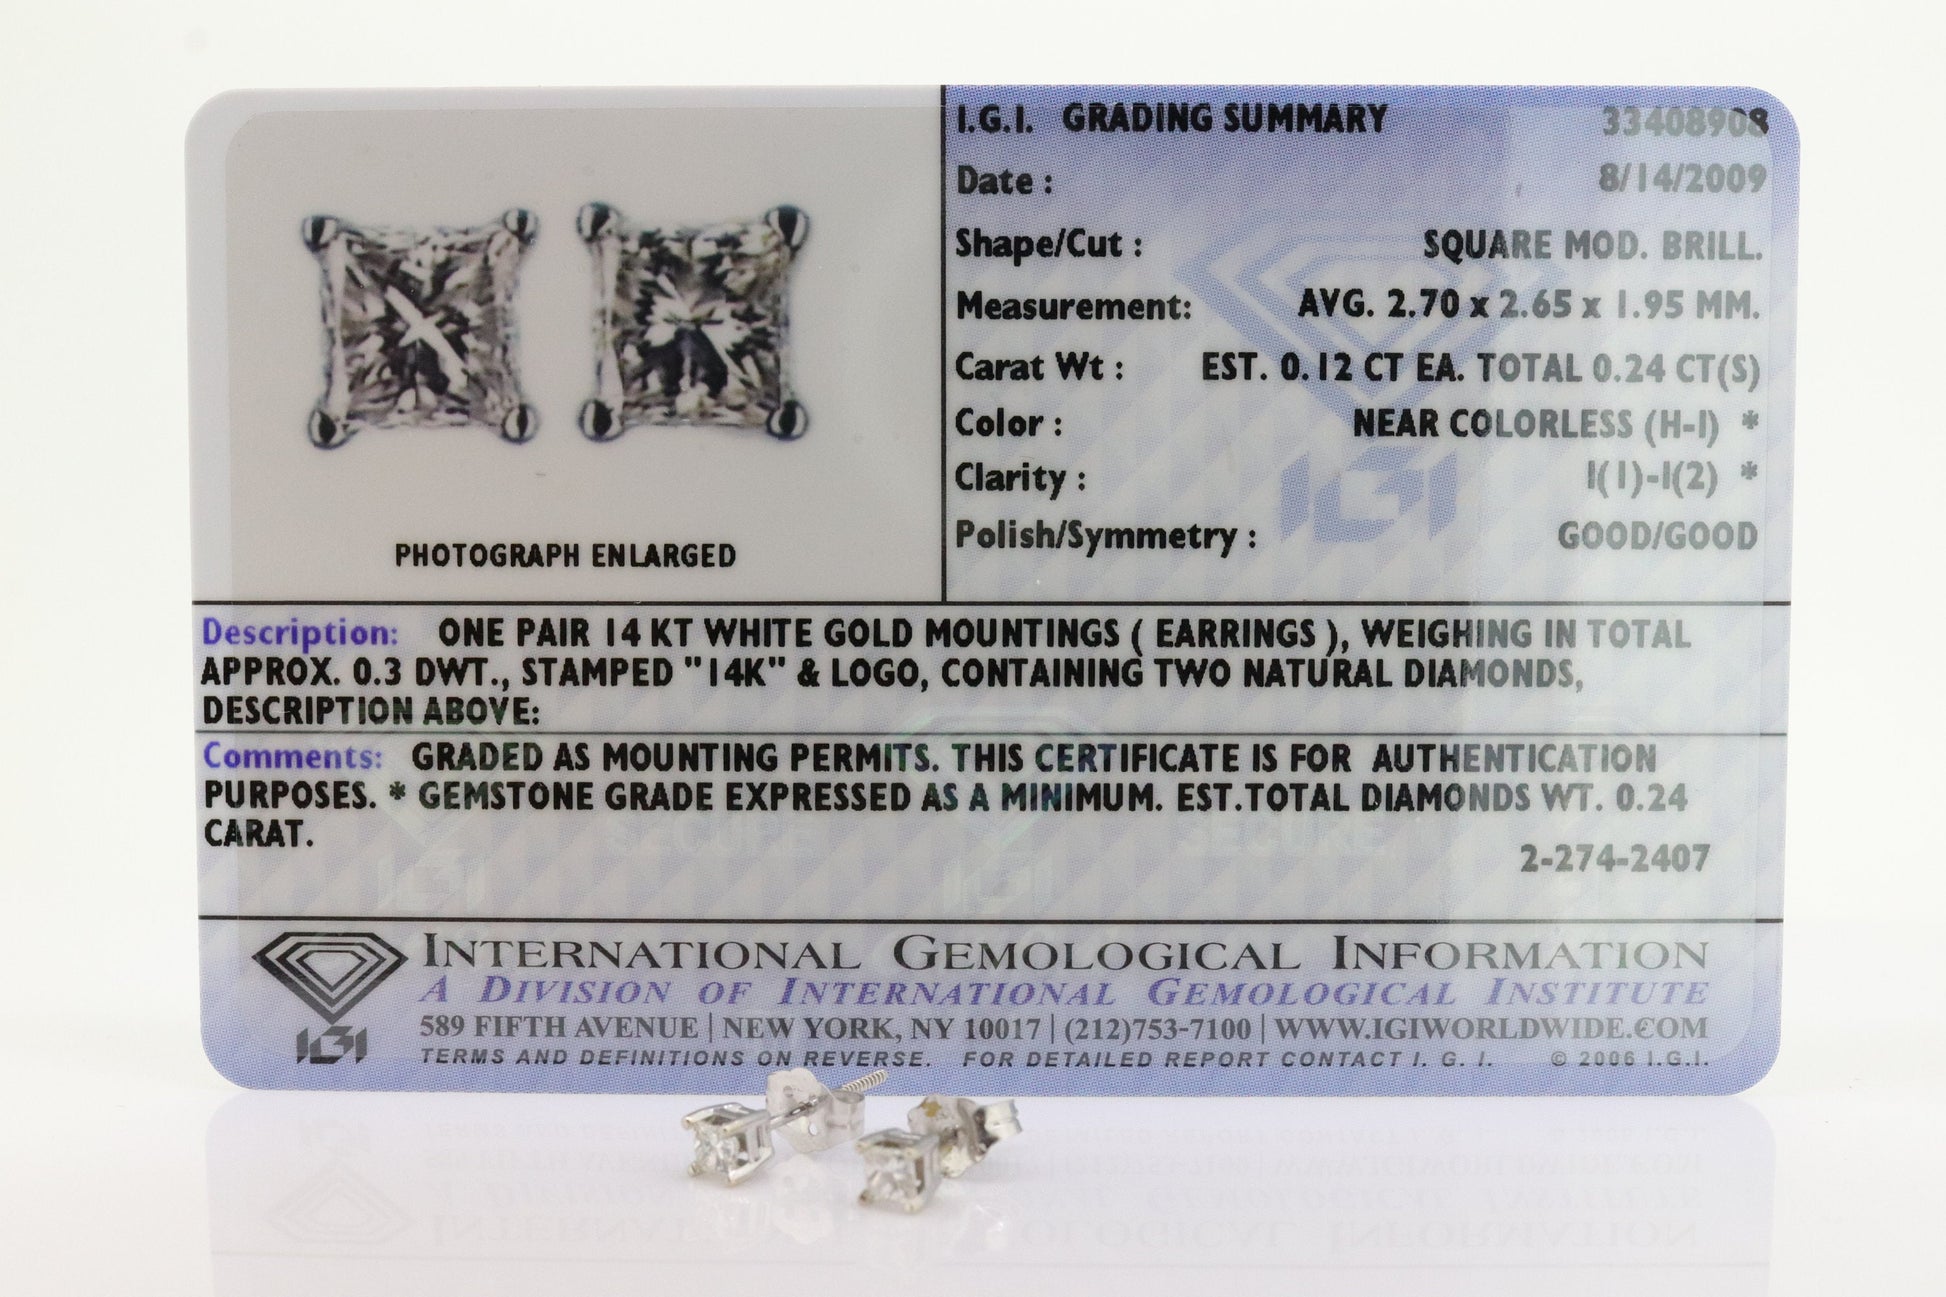 I.G.I. GRADING SUMMARY 33408908
Date : 8/14/2009
Shape/Cut : SQUARE MOD. BRILL.
Measurement: AVG. 2.70 x 2.65 x 1.95 MM.
Carat Wt : EST. 0.12 CT EA. TOTAL 0.24 CT(S)
Color : NEAR COLORLESS (H-I) *
Clarity : I(1)-I(2) *
Polish/Symmetry : GOOD/GOOD
IGI
PHOTOGRAPH ENLARGED
Description: ONE PAIR 14 KT WHITE GOLD MOUNTINGS ( EARRINGS ), WEIGHING IN TOTAL
APPROX. 0.3 DWT., STAMPED "14K" & LOGO, CONTAINING TWO NATURAL DIAMONDS,
DESCRIPTION ABOVE:
Comments: GRADED AS MOUNTING PERMITS. THIS CERTIFICATE IS FOR AUTHENTICATION
PURPOSES. * GEMSTONE GRADE EXPRESSED AS A MINIMUM. EST.TOTAL DIAMONDS WT. 0.24
CARAT.
SECURE SECURE
2-274-2407
IGI IGI
INTERNATIONAL GEMOLOGICAL INFORMATION
A DIVISION OF INTERNATIONAL GEMOLOGICAL INSTITUTE
589 FIFTH AVENUE | NEW YORK, NY 10017 | (212)753-7100 | WWW.IGIWORLDWIDE.COM
IGI
TERMS AND DEFINITIONS ON REVERSE. FOR DETAILED REPORT CONTACT I. G. I. © 2006 I.G.I.